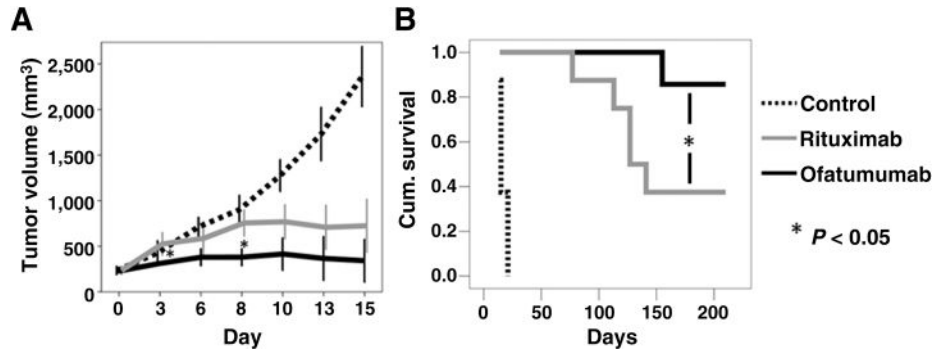 A
Tumor volume (mm³)
2,500
2,000
1,500
1,000
500
0
*
*
0 3 6 8 10 13 15
Day
B
Cum. survival
1.0
0.8
0.6
0.4
0.2
0.0
*
0 50 100 150 200
Days
Control
Rituximab
Ofatumumab
* P < 0.05